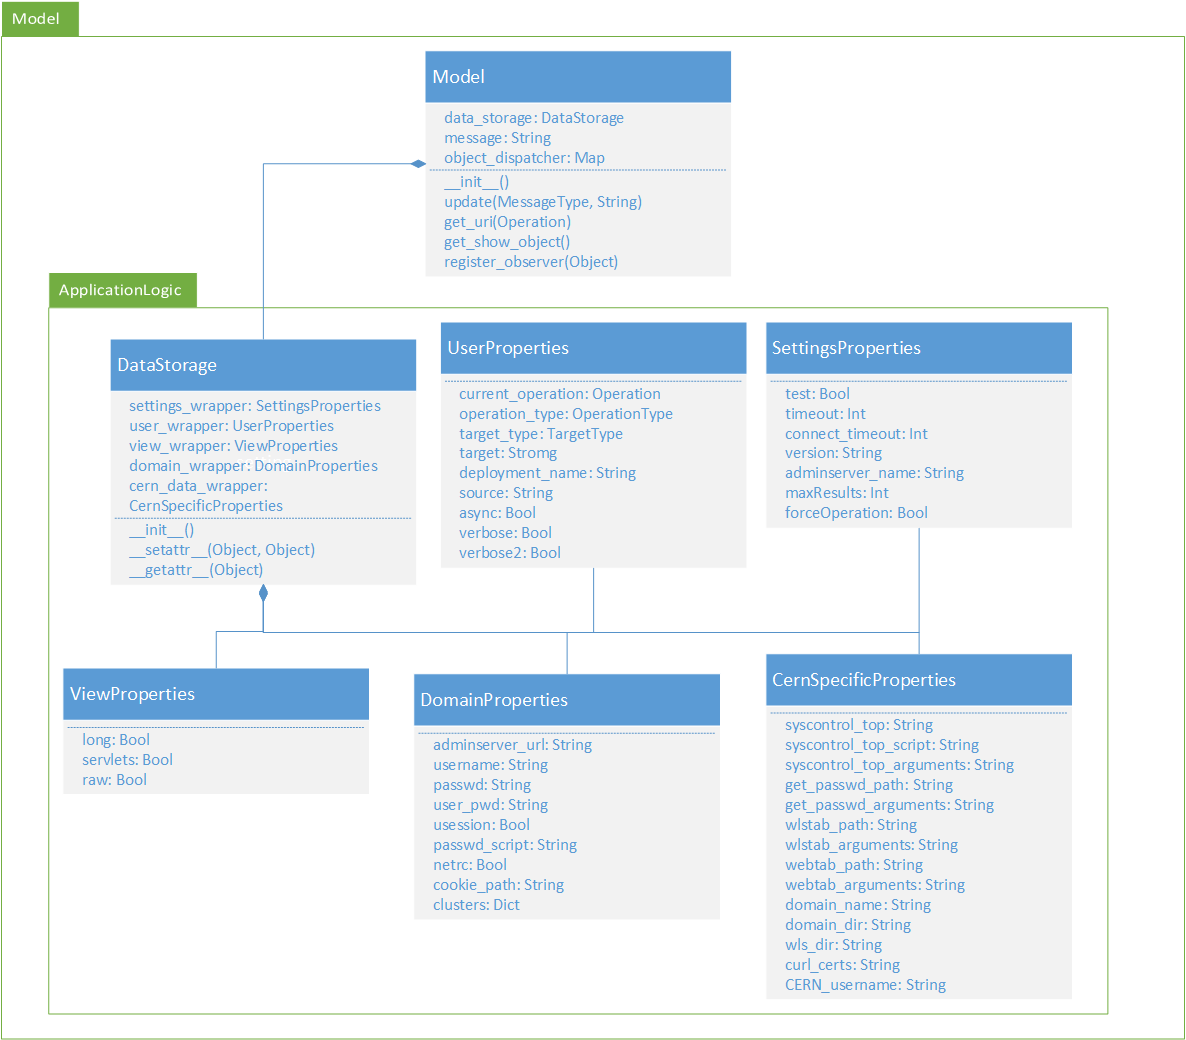 Model
Model
data_storage: DataStorage
message: String
object_dispatcher: Map
__init__()
update(MessageType, String)
get_uri(Operation)
get_show_object()
register_observer(Object)
ApplicationLogic
DataStorage
settings_wrapper: SettingsProperties
user_wrapper: UserProperties
view_wrapper: ViewProperties
domain_wrapper: DomainProperties
cern_data_wrapper:
CernSpecificProperties
__init__()
__setattr__(Object, Object)
__getattr__(Object)
UserProperties
current_operation: Operation
operation_type: OperationType
target_type: TargetType
target: Stromg
deployment_name: String
source: String
async: Bool
verbose: Bool
verbose2: Bool
SettingsProperties
test: Bool
timeout: Int
connect_timeout: Int
version: String
adminserver_name: String
maxResults: Int
forceOperation: Bool
ViewProperties
long: Bool
servlets: Bool
raw: Bool
DomainProperties
adminserver_url: String
username: String
passwd: String
user_pwd: String
usession: Bool
passwd_script: String
netrc: Bool
cookie_path: String
clusters: Dict
CernSpecificProperties
syscontrol_top: String
syscontrol_top_script: String
syscontrol_top_arguments: String
get_passwd_path: String
get_passwd_arguments: String
wlstab_path: String
wlstab_arguments: String
webtab_path: String
webtab_arguments: String
domain_name: String
domain_dir: String
wls_dir: String
curl_certs: String
CERN_username: String